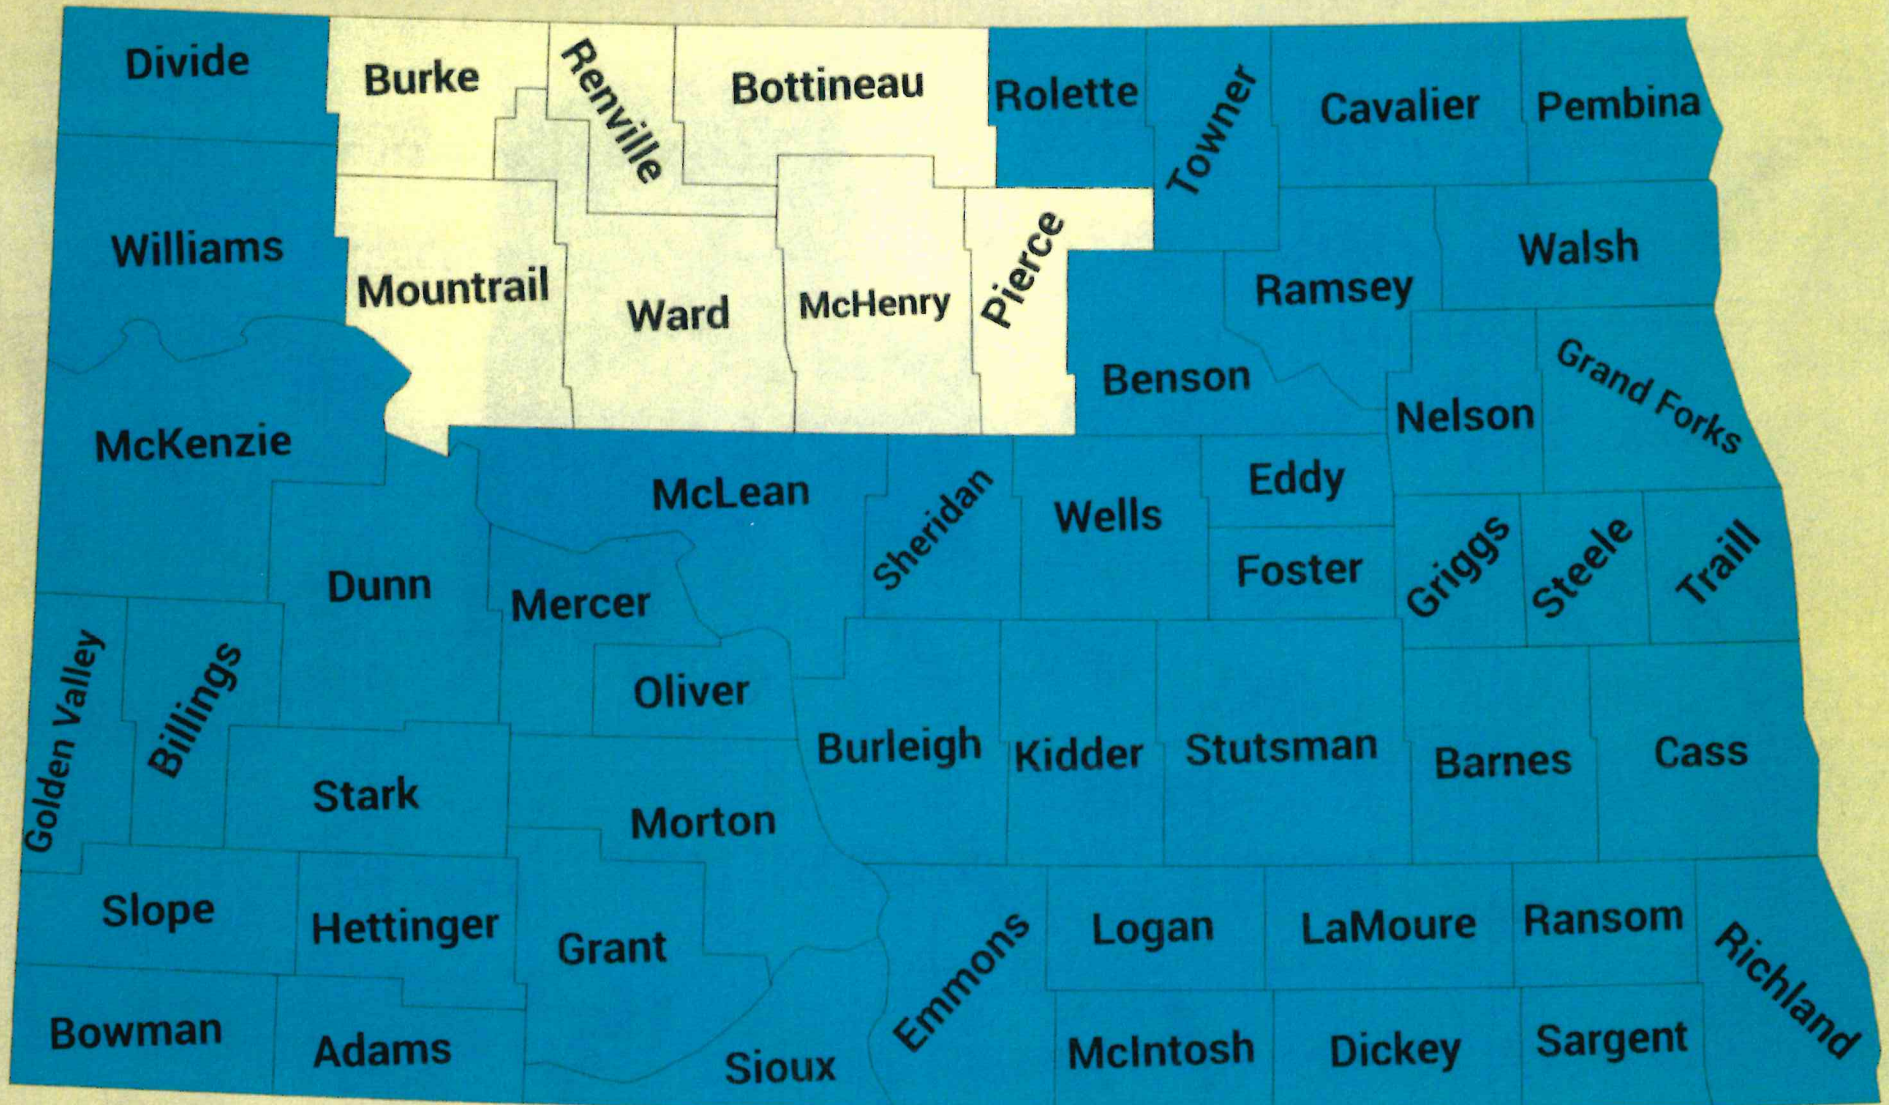 Divide
Burke
Renville
Bottineau
Rolette
Towner
Cavalier
Pembina
Williams
Mountrail
Ward
McHenry
Pierce
Ramsey
Walsh
Benson
Nelson
Grand Forks
McKenzie
McLean
Sheridan
Wells
Eddy
Foster
Griggs
Steele
Traill
Dunn
Mercer
Oliver
Golden Valley
Billings
Stark
Morton
Burleigh
Kidder
Stutsman
Barnes
Cass
Slope
Hettinger
Grant
Emmons
Logan
LaMoure
Ransom
Richland
Bowman
Adams
Sioux
McIntosh
Dickey
Sargent